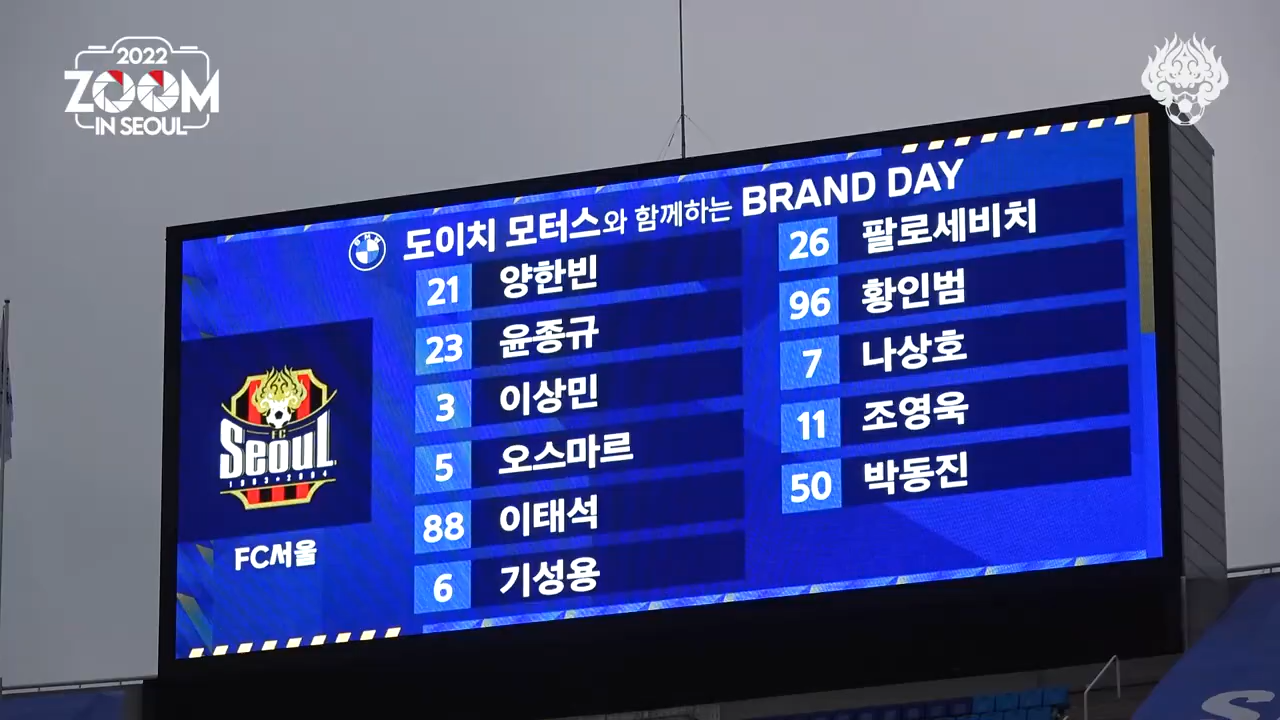 2022
ZOOM
IN SEOUL
도이치 모터스와 함께하는 BRAND DAY
21 양한빈
23 윤종규
3 이상민
5 오스마르
88 이태석
6 기성용
26 팔로세비치
96 황인범
7 나상호
11 조영욱
50 박동진
FC
Seoul
1983-2004
FC서울